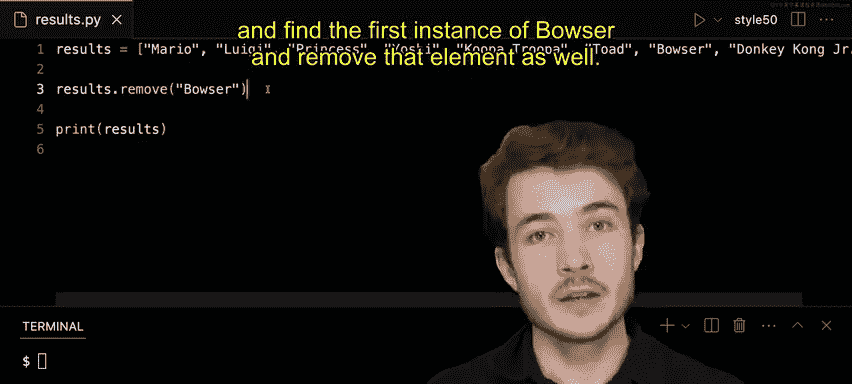 results.py
style50
and find the first instance of Bowser
and remove that element as well.
1 results = ["Mario", "Luigi", "Princess", "Yoshi", "Koopa Troopa", "Toad", "Bowser", "Donkey Kong Jr.
2
3 results.remove("Bowser")
4
5 print(results)
6
TERMINAL
$